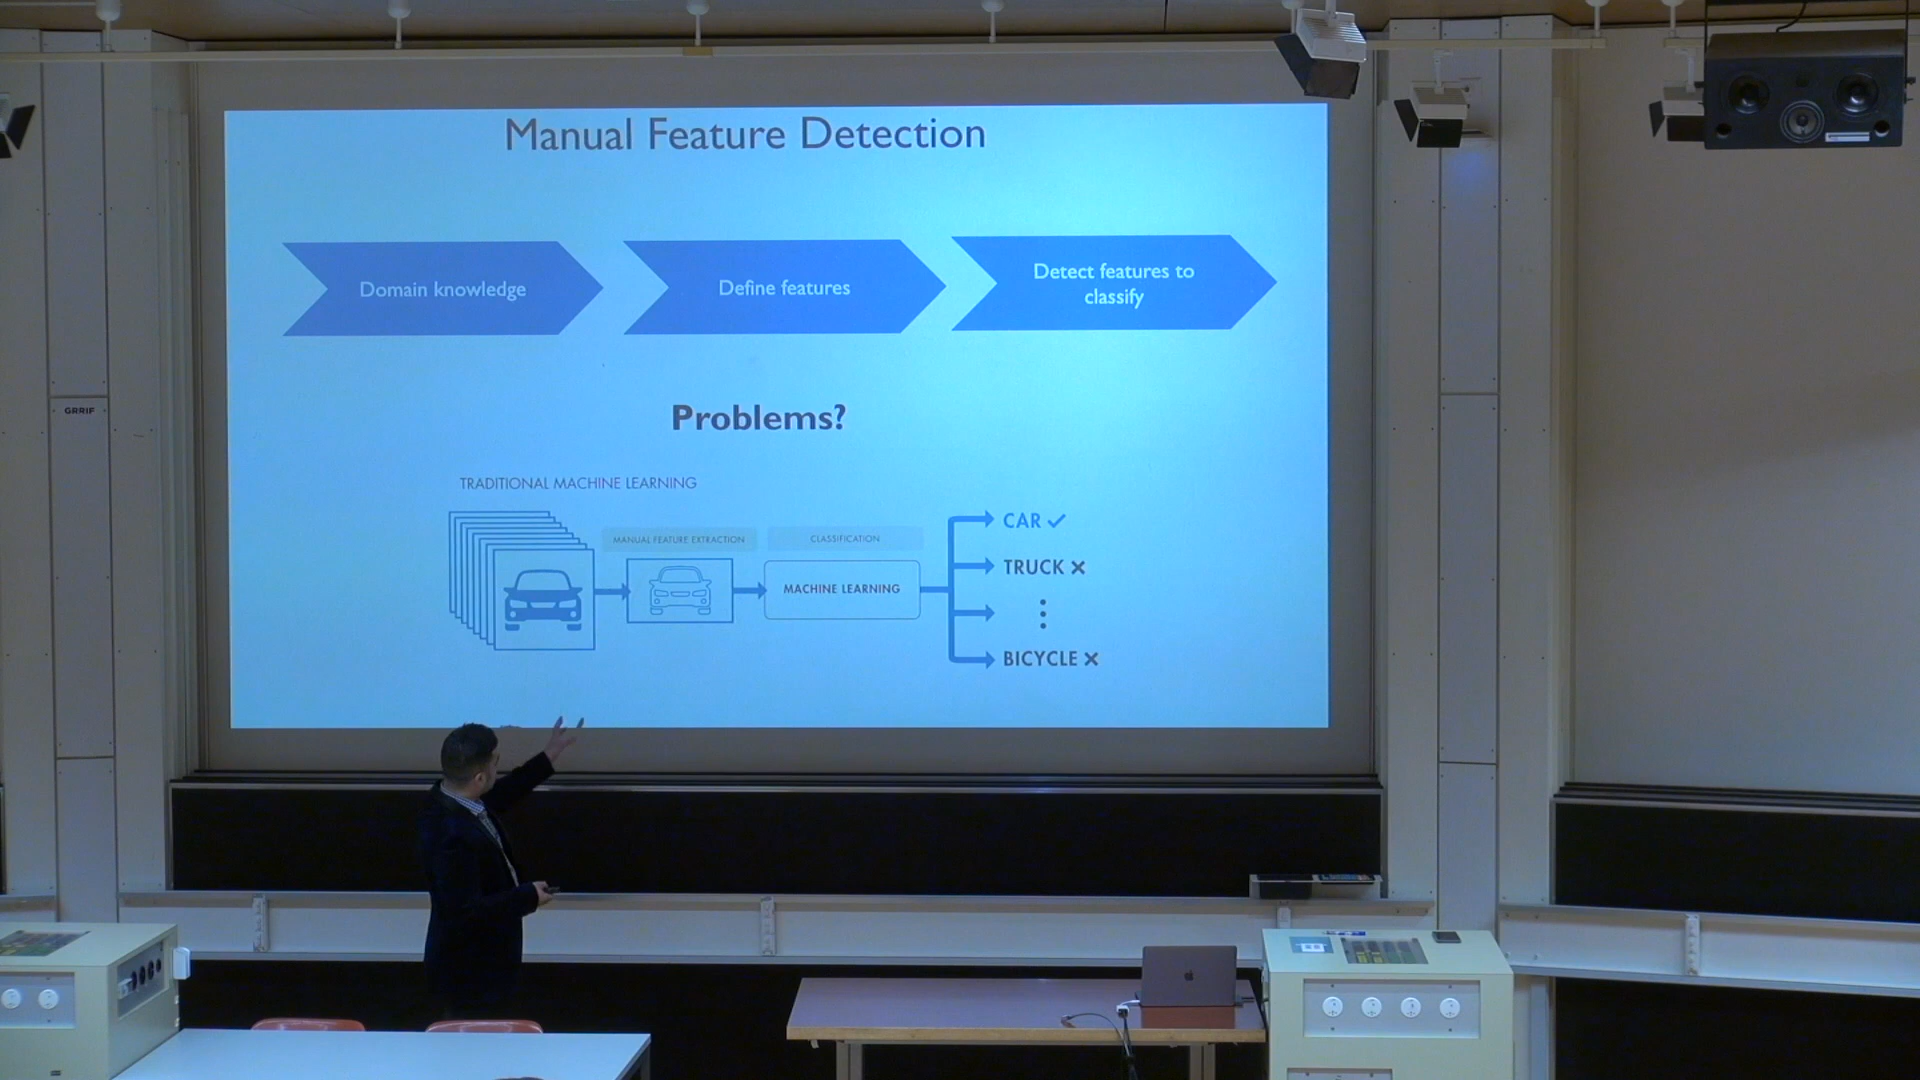 Manual Feature Detection
Domain knowledge
Define features
Detect features to
classify
Problems?
TRADITIONAL MACHINE LEARNING
MANUAL FEATURE EXTRACTION
CLASSIFICATION
MACHINE LEARNING
CAR
TRUCK
BICYCLE
GRRIF